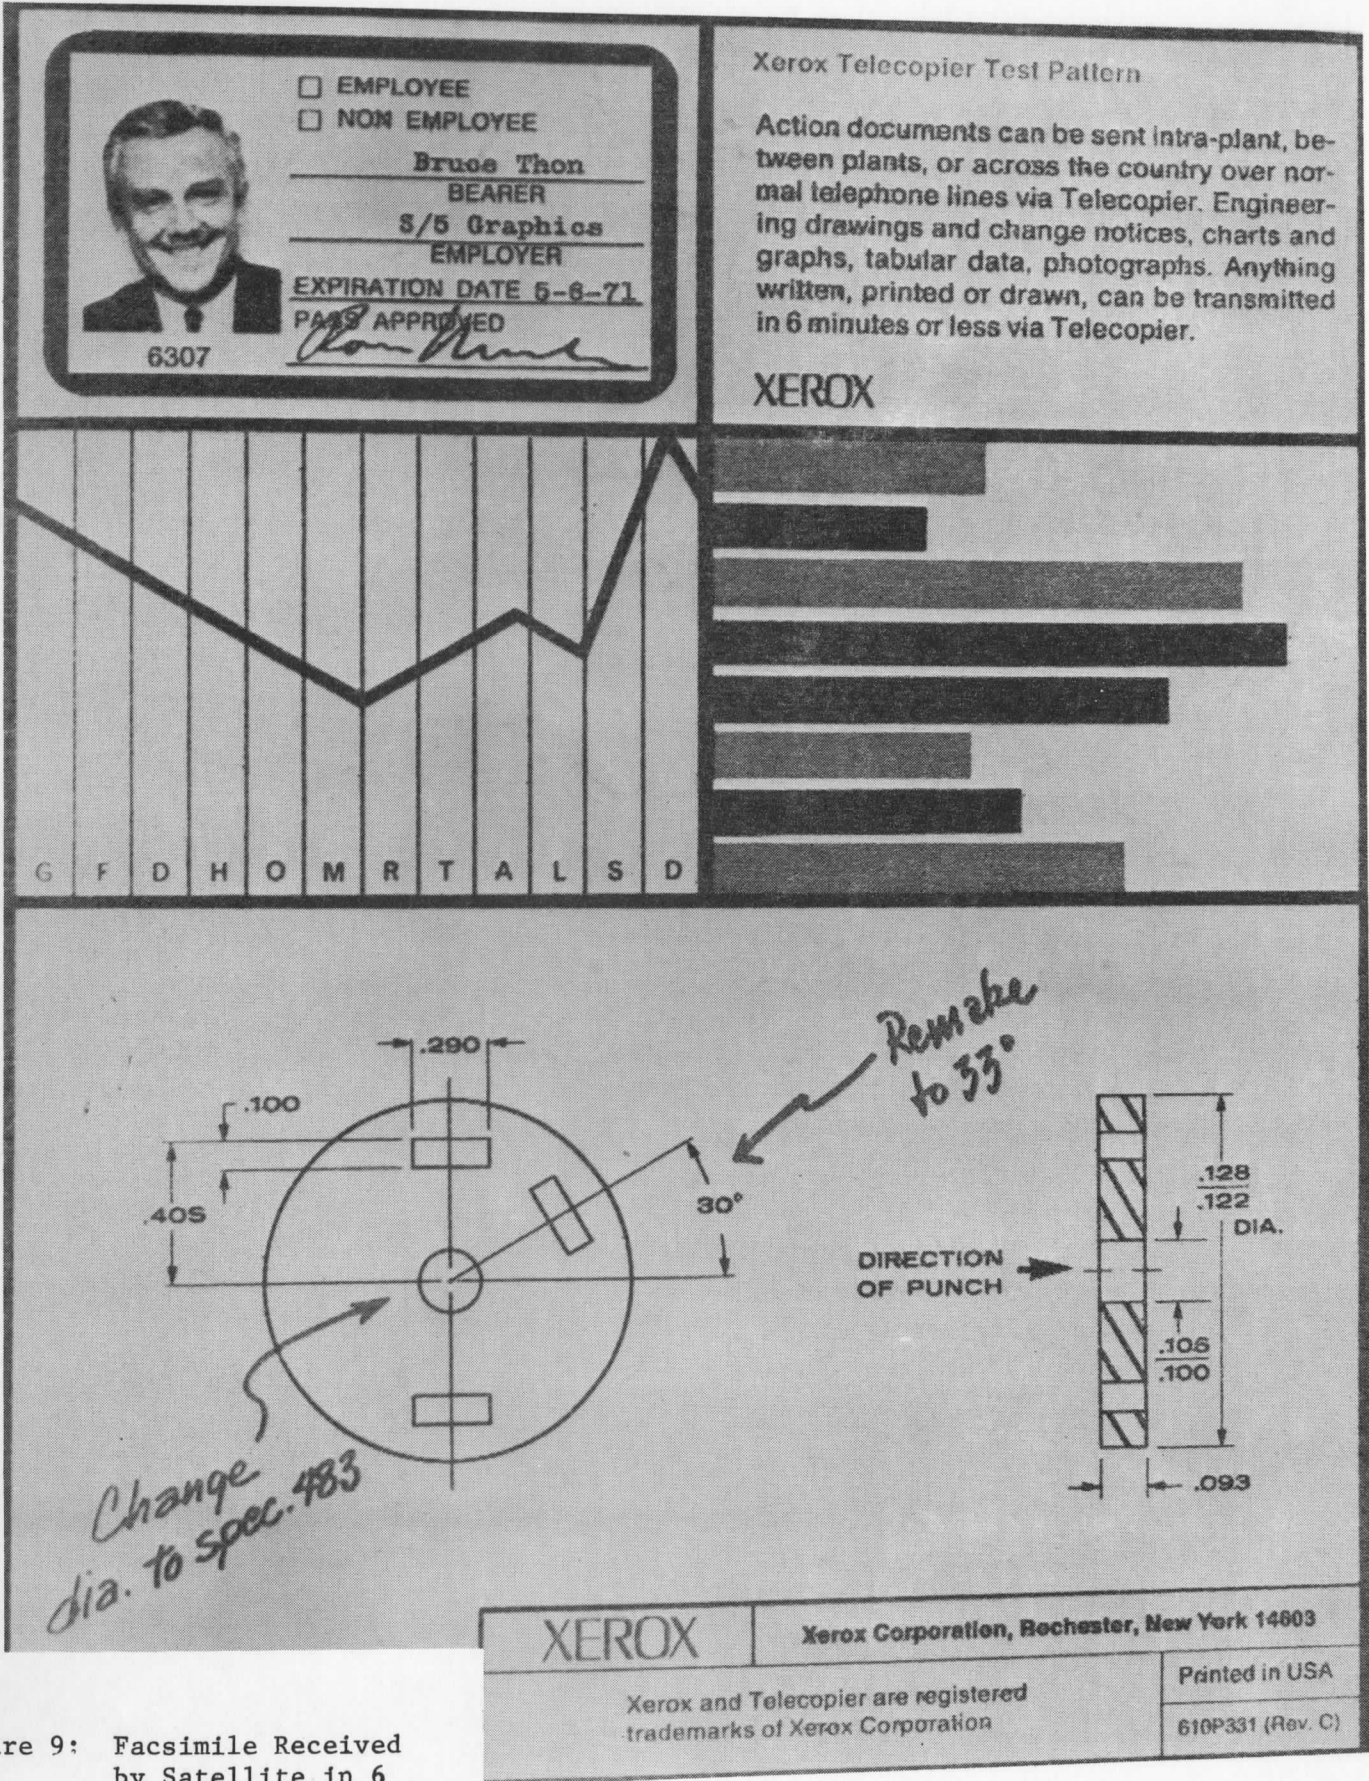 EMPLOYEE
NON EMPLOYEE
Bruce Thon
BEARER
S/5 Graphics
EMPLOYER
EXPIRATION DATE 5-6-71
PASS APPROVED
6307
Xerox Telecopier Test Pattern
Action documents can be sent intra-plant, be-
tween plants, or across the country over nor-
mal telephone lines via Telecopier. Engineer-
ing drawings and change notices, charts and
graphs, tabular data, photographs. Anything
written, printed or drawn, can be transmitted
in 6 minutes or less via Telecopier.
XEROX
G F D H O M R T A L S D
Remake
to 33°
.290
.100
.405
30°
DIRECTION
OF PUNCH
.128
.122
DIA.
.106
.100
.093
Change
dia. to spec. 483
XEROX
Xerox Corporation, Rochester, New York 14603
Xerox and Telecopier are registered
trademarks of Xerox Corporation
Printed in USA
610P331 (Rev. C)
re 9: Facsimile Received
by Satellite in 6